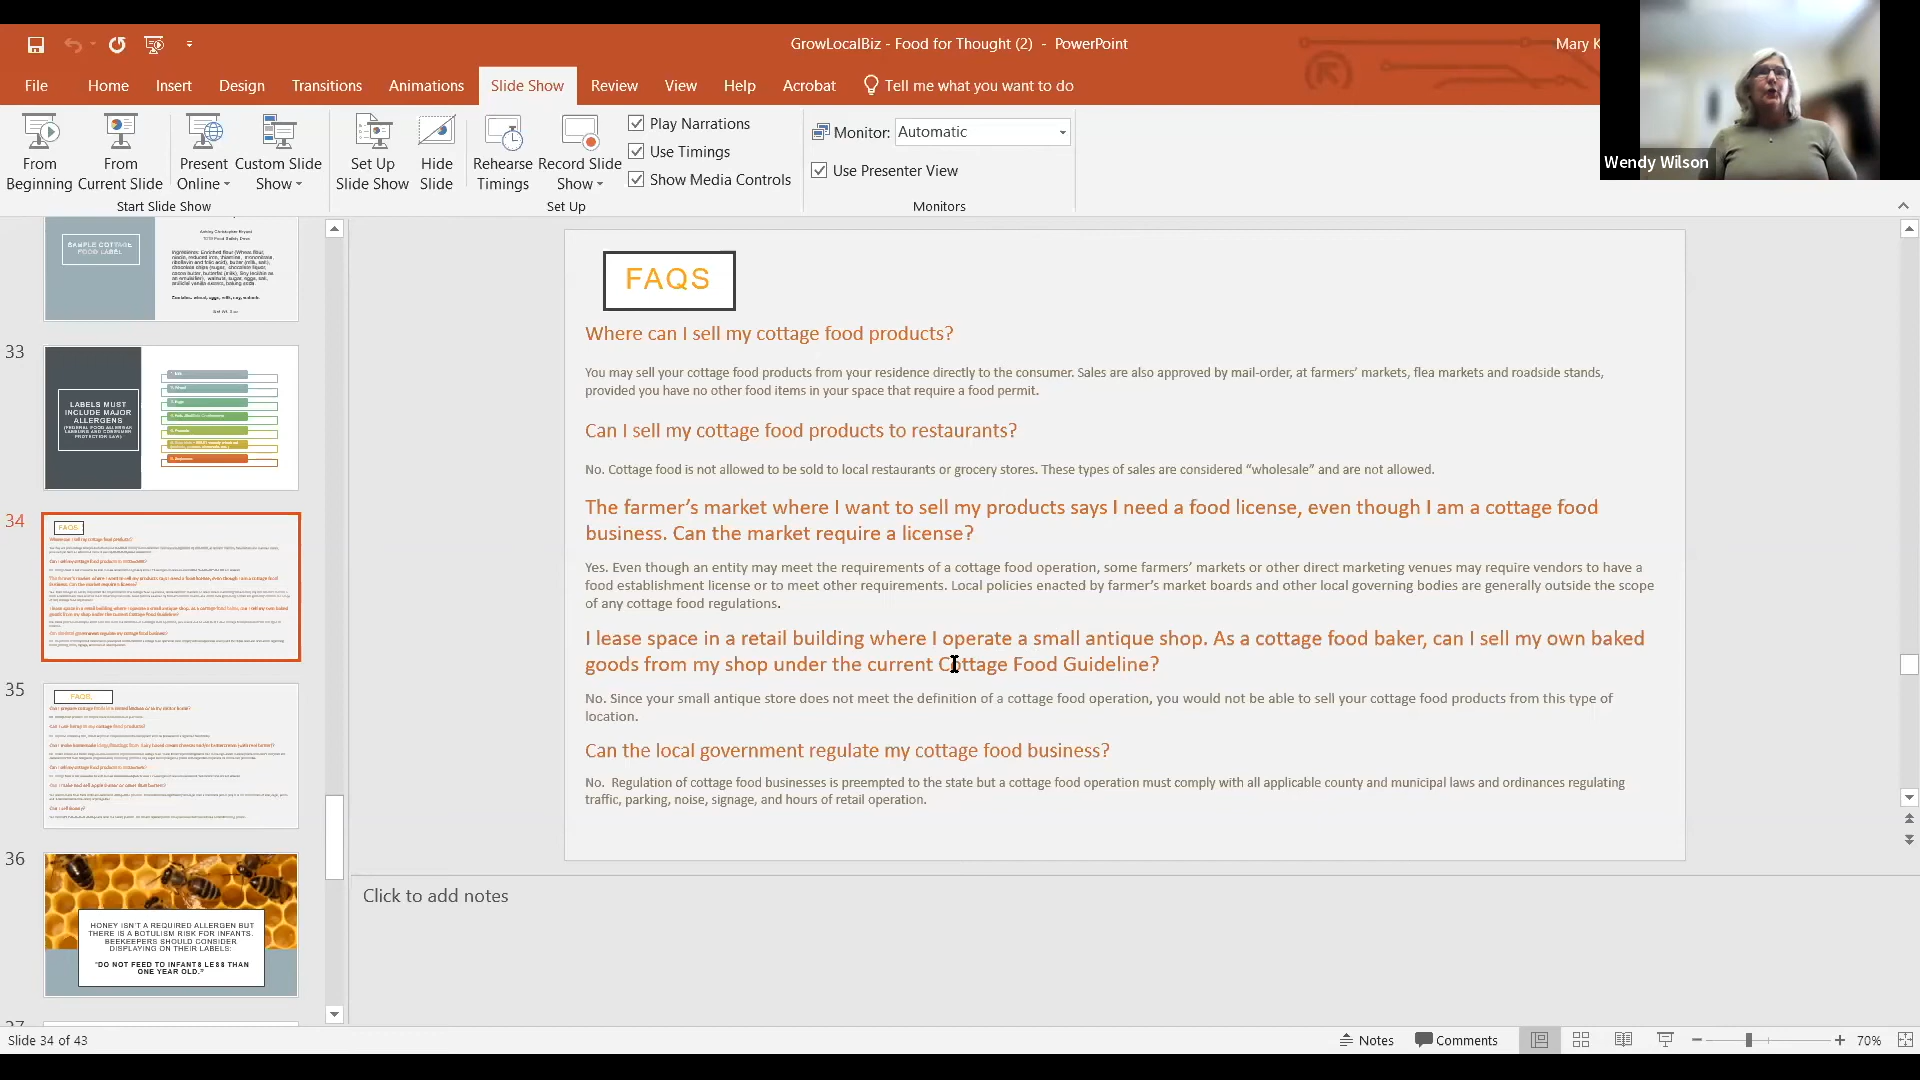 GrowLocalBiz - Food for Thought (2) - PowerPoint
Mary K
File Home Insert Design Transitions Animations Slide Show Review View Help Acrobat Tell me what you want to do
From Beginning
From Current Slide
Present Online
Custom Slide Show
Start Slide Show
Set Up Slide Show
Hide Slide
Rehearse Timings
Record Slide Show
Play Narrations
Use Timings
Show Media Controls
Set Up
Monitor: Automatic
Use Presenter View
Monitors
Wendy Wilson
SAMPLE COTTAGE
FOOD LABEL
33
LABELS MUST
INCLUDE MAJOR
ALLERGENS
34
35
36
HONEY ISN'T A REQUIRED ALLERGEN BUT
THERE IS A BOTULISM RISK FOR INFANTS.
BEEKEEPERS SHOULD CONSIDER
DISPLAYING ON THEIR LABELS:
"DO NOT FEED TO INFANTS LESS THAN
ONE YEAR OLD."
FAQS
Where can I sell my cottage food products?
You may sell your cottage food products from your residence directly to the consumer. Sales are also approved by mail-order, at farmers’ markets, flea markets and roadside stands,
provided you have no other food items in your space that require a food permit.
Can I sell my cottage food products to restaurants?
No. Cottage food is not allowed to be sold to local restaurants or grocery stores. These types of sales are considered “wholesale” and are not allowed.
The farmer’s market where I want to sell my products says I need a food license, even though I am a cottage food
business. Can the market require a license?
Yes. Even though an entity may meet the requirements of a cottage food operation, some farmers’ markets or other direct marketing venues may require vendors to have a
food establishment license or to meet other requirements. Local policies enacted by farmer’s market boards and other local governing bodies are generally outside the scope
of any cottage food regulations.
I lease space in a retail building where I operate a small antique shop. As a cottage food baker, can I sell my own baked
goods from my shop under the current Cottage Food Guideline?
No. Since your small antique store does not meet the definition of a cottage food operation, you would not be able to sell your cottage food products from this type of
location.
Can the local government regulate my cottage food business?
No. Regulation of cottage food businesses is preempted to the state but a cottage food operation must comply with all applicable county and municipal laws and ordinances regulating
traffic, parking, noise, signage, and hours of retail operation.
Click to add notes
Slide 34 of 43
Notes
Comments
70%